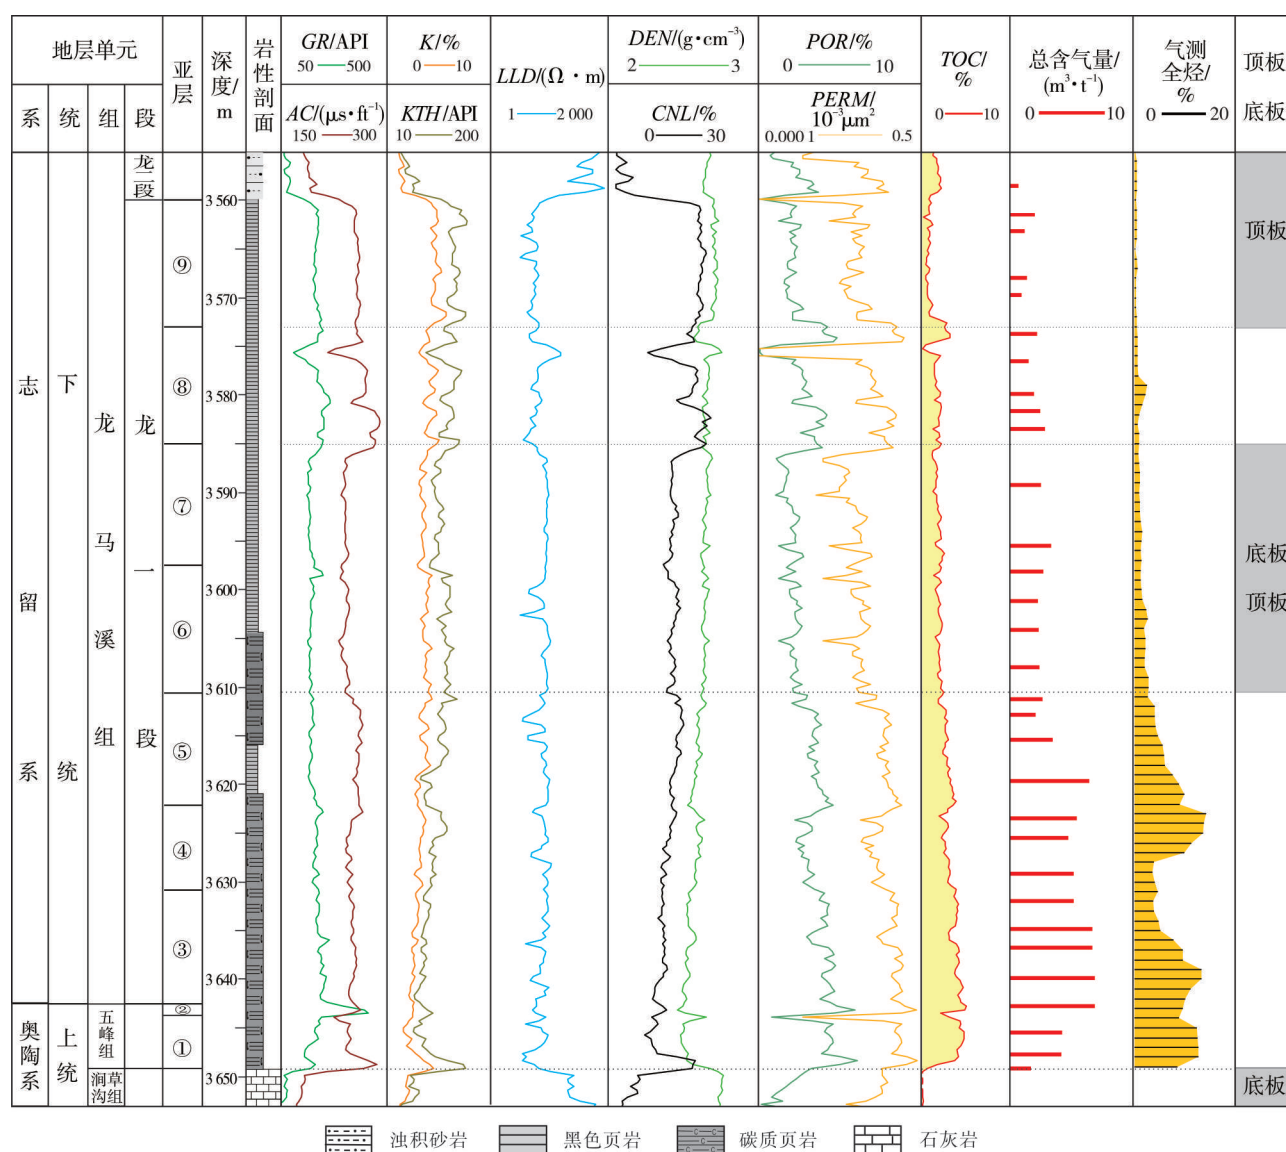 地层单元
亚层
深度/m
岩性剖面
GR/API
50 500
K/%
0 10
LLD/(Ω·m)
1 2 000
DEN/(g·cm⁻³)
2 3
POR/%
0 10
TOC/%
0 10
总含气量/(m³·t⁻¹)
0 10
气测全烃/%
0 20
顶板
底板
系
统
组
段
AC/(μs·ft⁻¹)
150 300
KTH/API
10 200
CNL/%
0 30
PERM/10⁻³μm²
0.000 1 0.5
龙二段
3 560
顶板
⑨
3 570
志留系
下统
龙马溪组
龙一段
⑧
3 580
⑦
3 590
底板
3 600
顶板
⑥
3 610
⑤
3 620
④
3 630
③
3 640
②
奥陶系
上统
五峰组
①
涧草沟组
3 650
底板
浊积砂岩
黑色页岩
碳质页岩
石灰岩